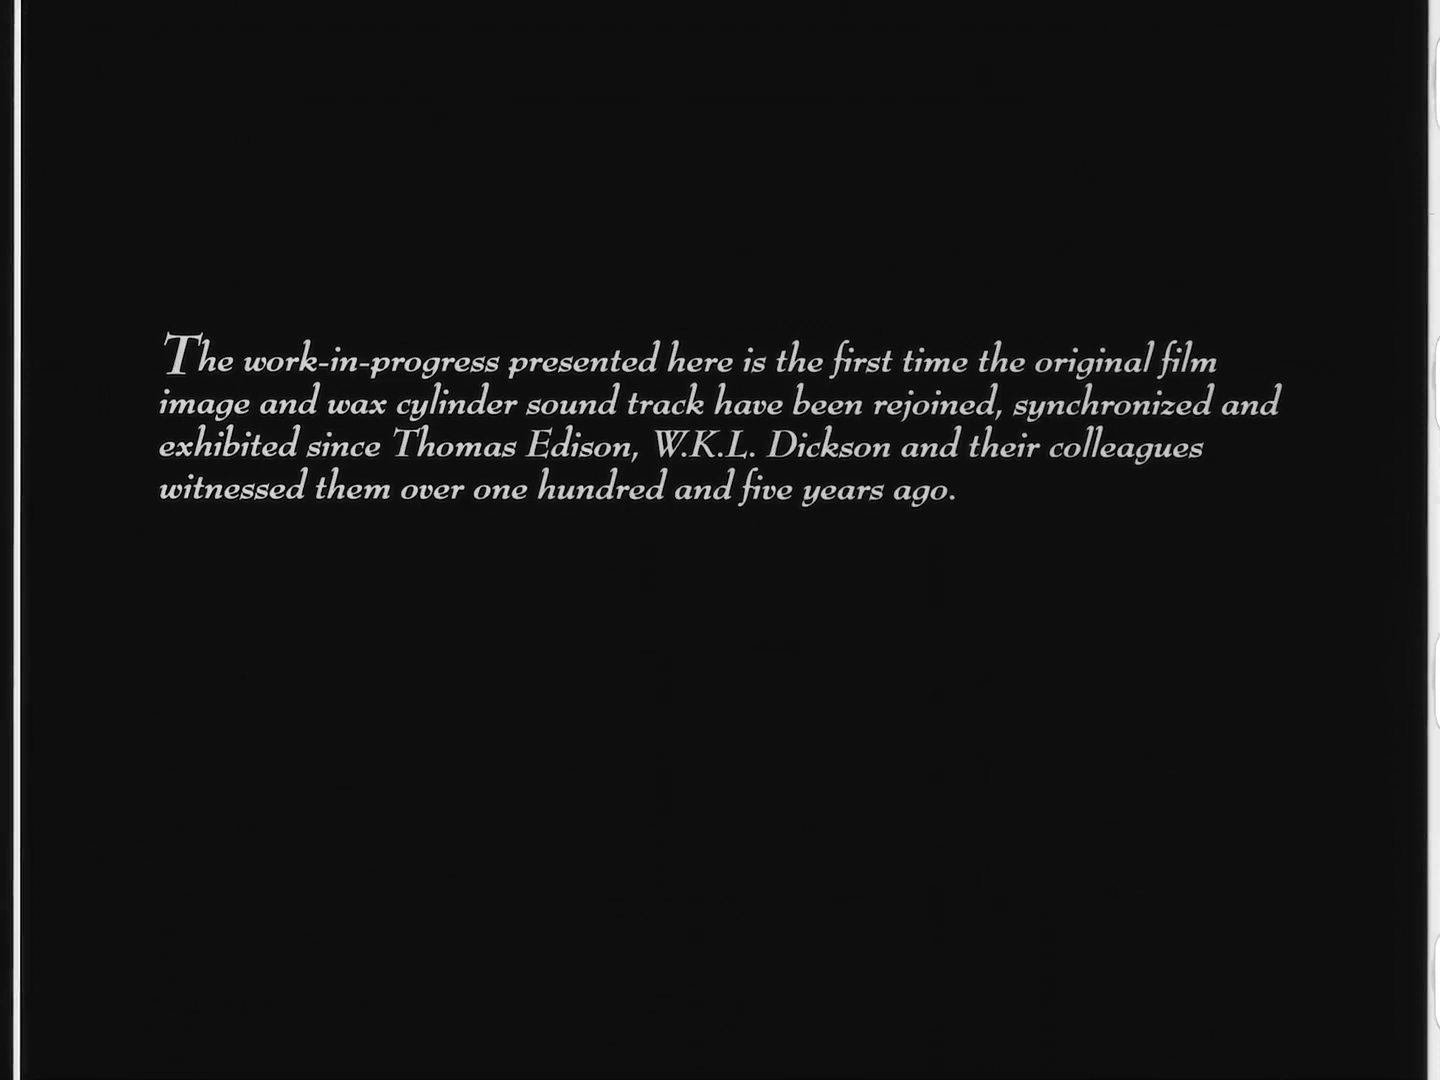 The work-in-progress presented here is the first time the original film
image and wax cylinder sound track have been rejoined, synchronized and
exhibited since Thomas Edison, W.K.L. Dickson and their colleagues
witnessed them over one hundred and five years ago.